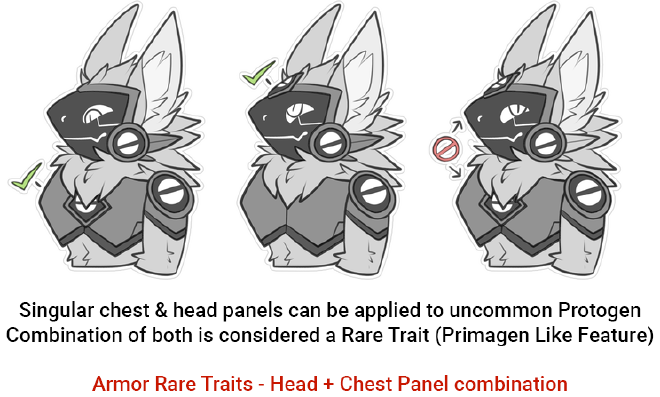 Singular chest & head panels can be applied to uncommon Protogen
Combination of both is considered a Rare Trait (Primagen Like Feature)
Armor Rare Traits - Head + Chest Panel combination